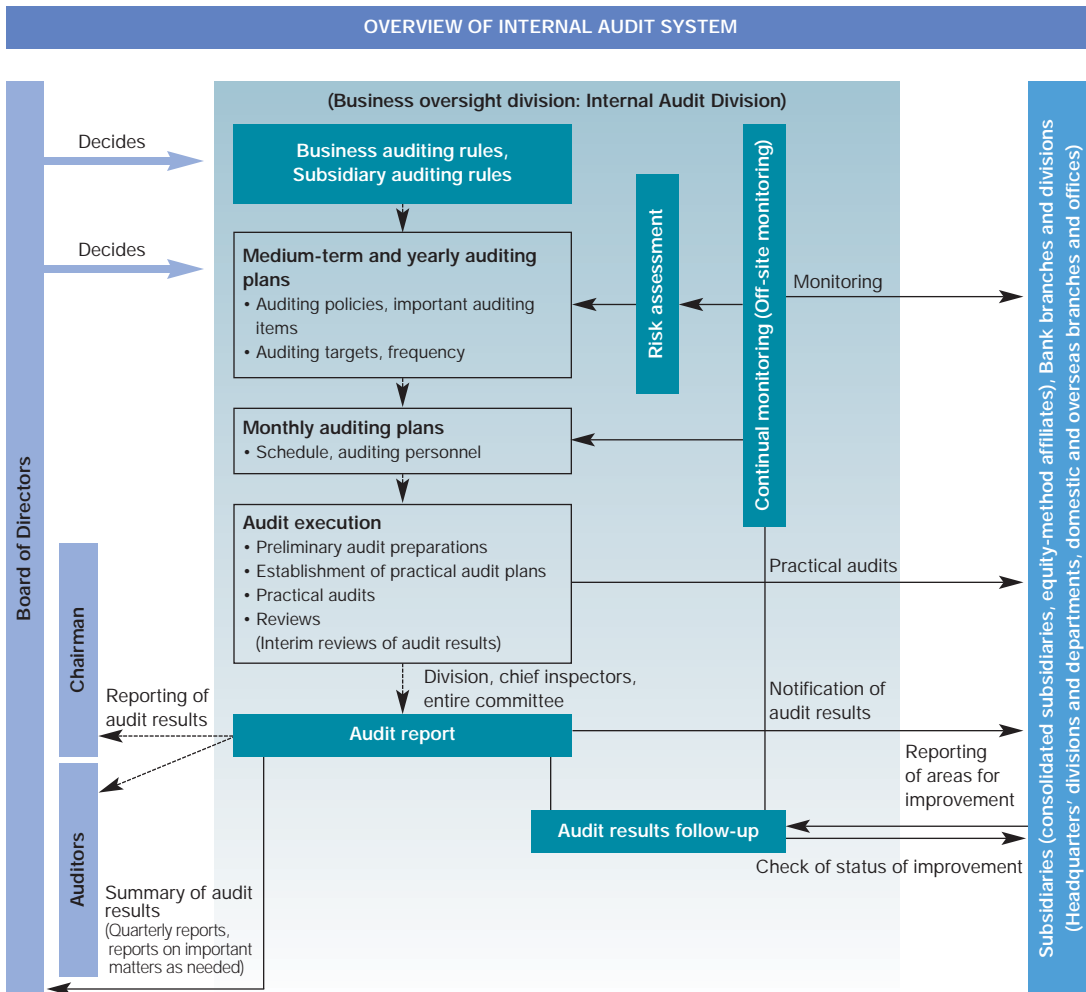 OVERVIEW OF INTERNAL AUDIT SYSTEM
(Business oversight division: Internal Audit Division)
Board of Directors
Decides
Business auditing rules,
Subsidiary auditing rules
Decides
Medium-term and yearly auditing
plans
• Auditing policies, important auditing
items
• Auditing targets, frequency
Risk assessment
Continual monitoring (Off-site monitoring)
Monitoring
Monthly auditing plans
• Schedule, auditing personnel
Audit execution
• Preliminary audit preparations
• Establishment of practical audit plans
• Practical audits
• Reviews
(Interim reviews of audit results)
Practical audits
Division, chief inspectors,
entire committee
Chairman
Reporting of
audit results
Audit report
Notification of
audit results
Reporting
of areas for
improvement
Auditors
Audit results follow-up
Check of status of improvement
Summary of audit
results
(Quarterly reports,
reports on important
matters as needed)
Subsidiaries (consolidated subsidiaries, equity-method affiliates), Bank branches and divisions
(Headquarters’ divisions and departments, domestic and overseas branches and offices)